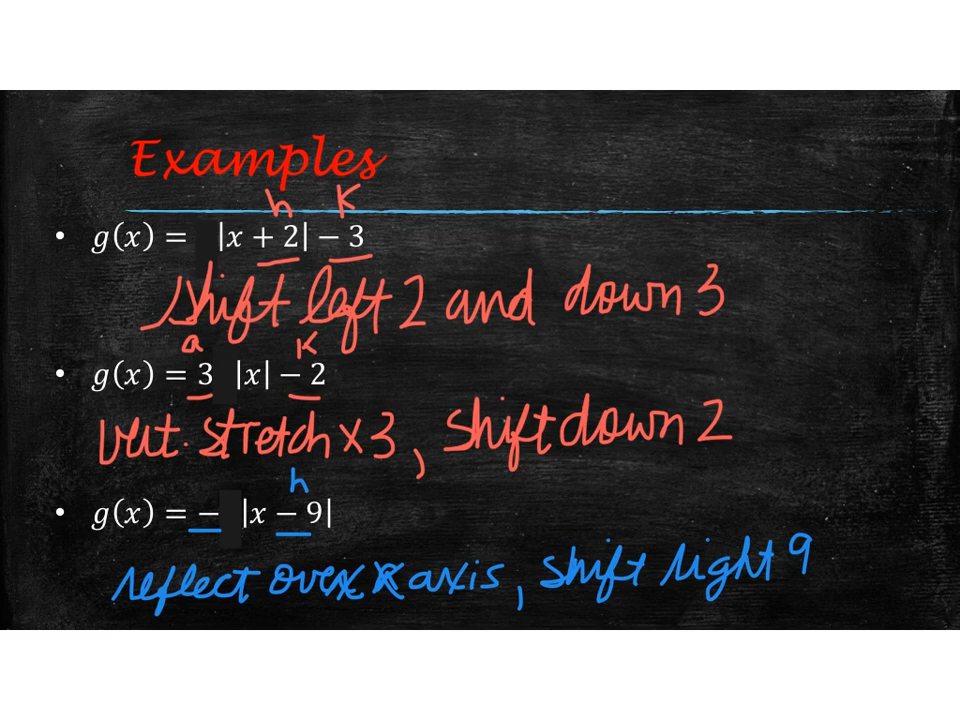 Examples
h K
• g(x) = |x + 2| − 3
shift left 2 and down 3
a K
• g(x) = 3 |x| − 2
vert. stretch x 3, shift down 2
h
• g(x) = − |x − 9|
reflect over x axis, shift right 9